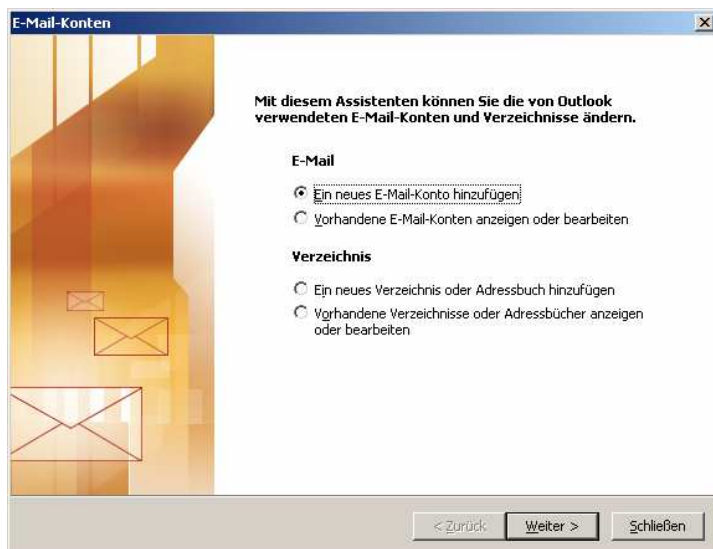 E-Mail-Konten
Mit diesem Assistenten können Sie die von Outlook
verwendeten E-Mail-Konten und Verzeichnisse ändern.
E-Mail
Ein neues E-Mail-Konto hinzufügen
Vorhandene E-Mail-Konten anzeigen oder bearbeiten
Verzeichnis
Ein neues Verzeichnis oder Adressbuch hinzufügen
Vorhandene Verzeichnisse oder Adressbücher anzeigen
oder bearbeiten
< Zurück Weiter > Schließen